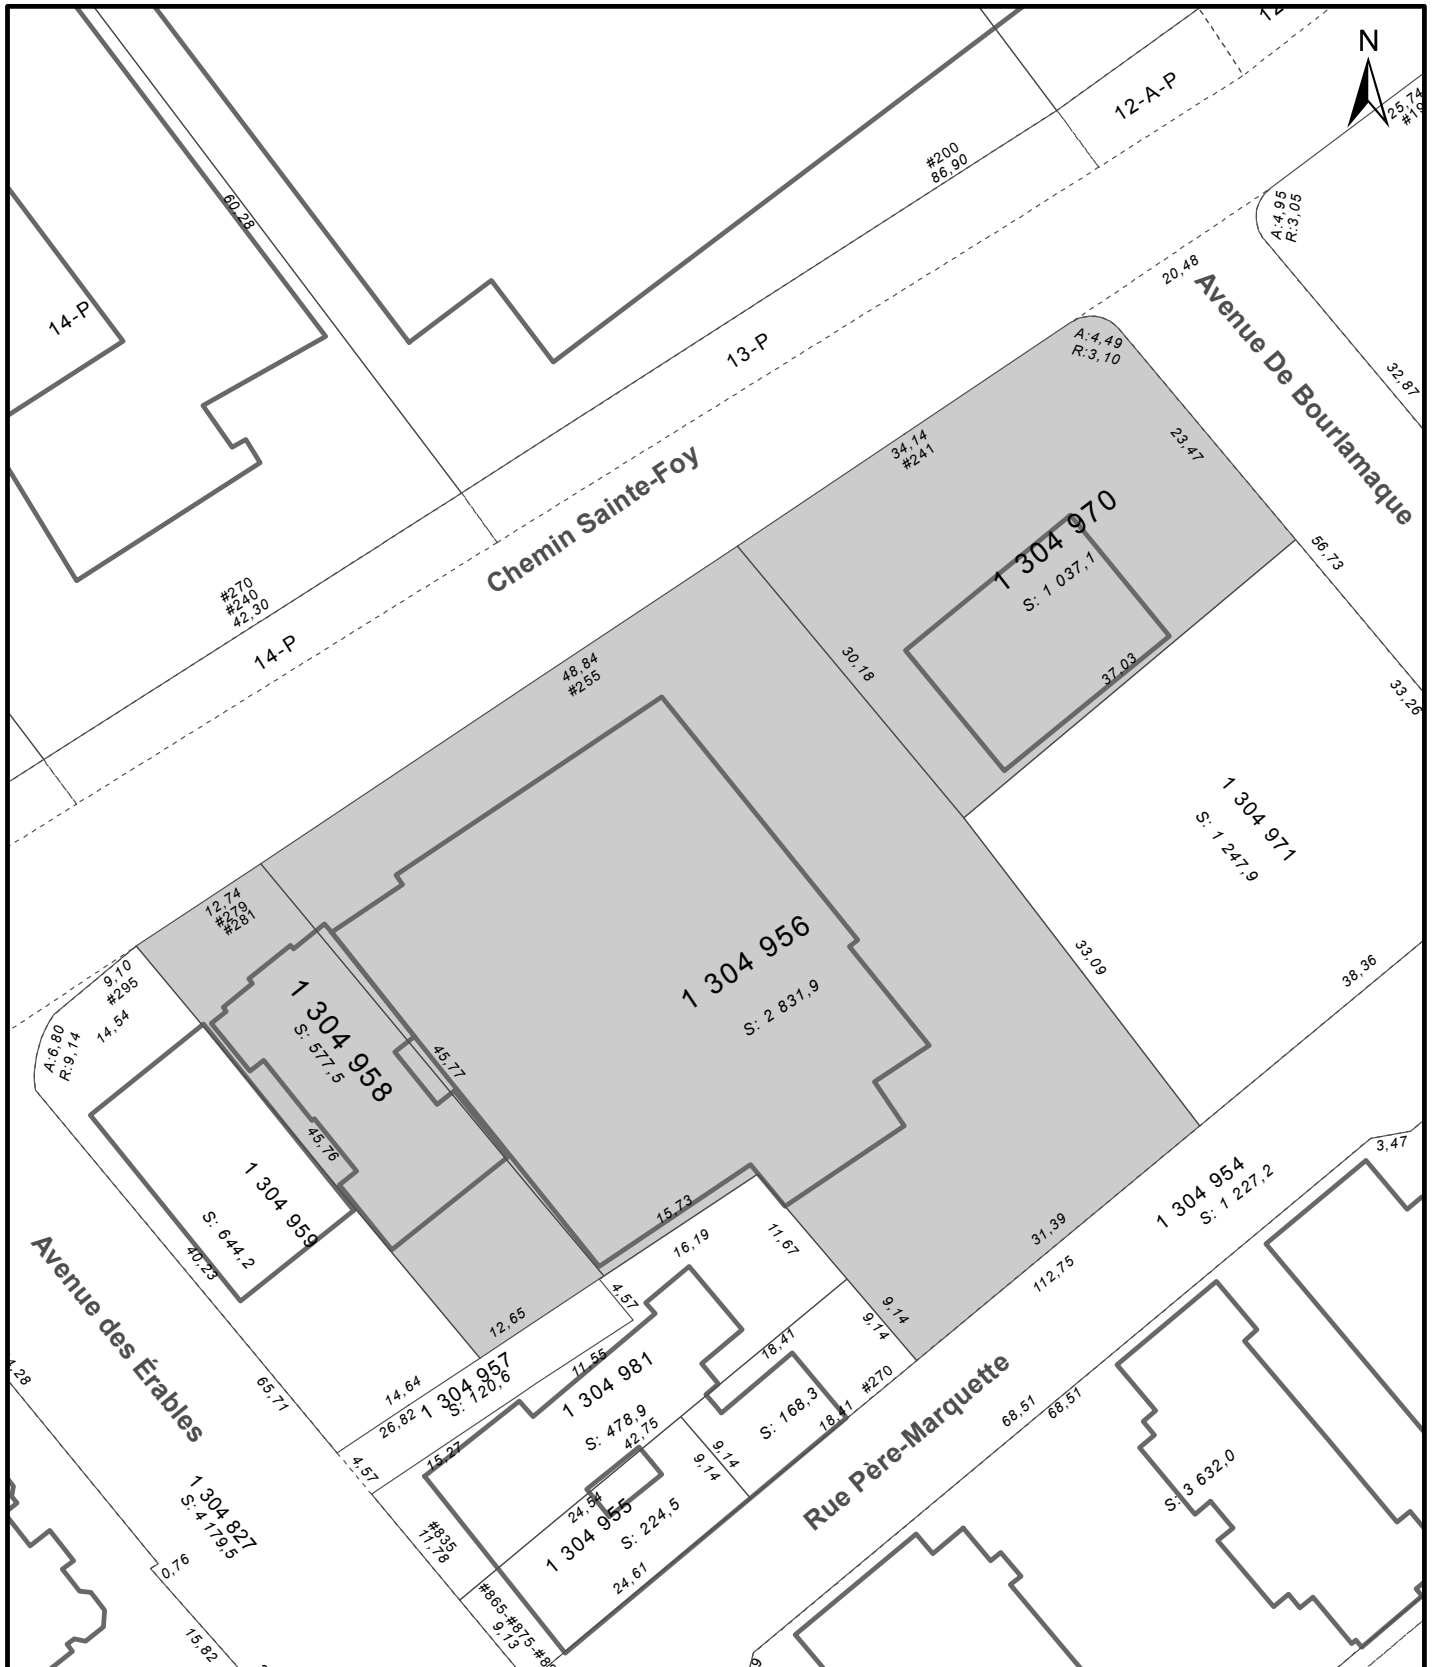 N
12-A-P
25,74
#200
86,90
A:4,95
R:3,05
60,28
20,48
14-P
13-P
A:4,49
R:3,10
Avenue De Bourlamaque
32,87
34,14
#241
23,47
Chemin Sainte-Foy
1 304 970
S: 1 037,1
56,73
#270
#240
42,30
14-P
48,84
#255
30,18
37,03
33,26
1 304 971
S: 1 247,9
12,74
#279
#281
1 304 956
S: 2 831,9
33,09
38,36
9,10
#295
14,54
A:6,80
R:9,14
1 304 958
S: 577,5
45,77
45,76
3,47
1 304 959
S: 644,2
40,23
1 304 954
S: 1 227,2
15,73
16,19
11,67
31,39
112,75
Avenue des Érables
12,65
4,57
9,14
9,14
18,41
11,55
1 304 957
S: 120,6
1 304 981
S: 478,9
42,75
14,64
26,82
65,71
#270
S: 168,3
18,41
Rue Père-Marquette
68,51
68,51
15,27
4,57
9,14
9,14
S: 3 632,0
1 304 827
S: 4 179,5
24,54
1 304 955
S: 224,5
#835
11,78
24,61
0,76
#865-#875-#8
9,13
15,82